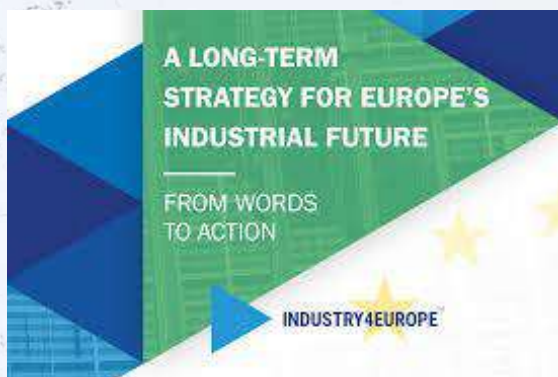 A LONG-TERM
STRATEGY FOR EUROPE'S
INDUSTRIAL FUTURE
FROM WORDS
TO ACTION
INDUSTRY4EUROPE